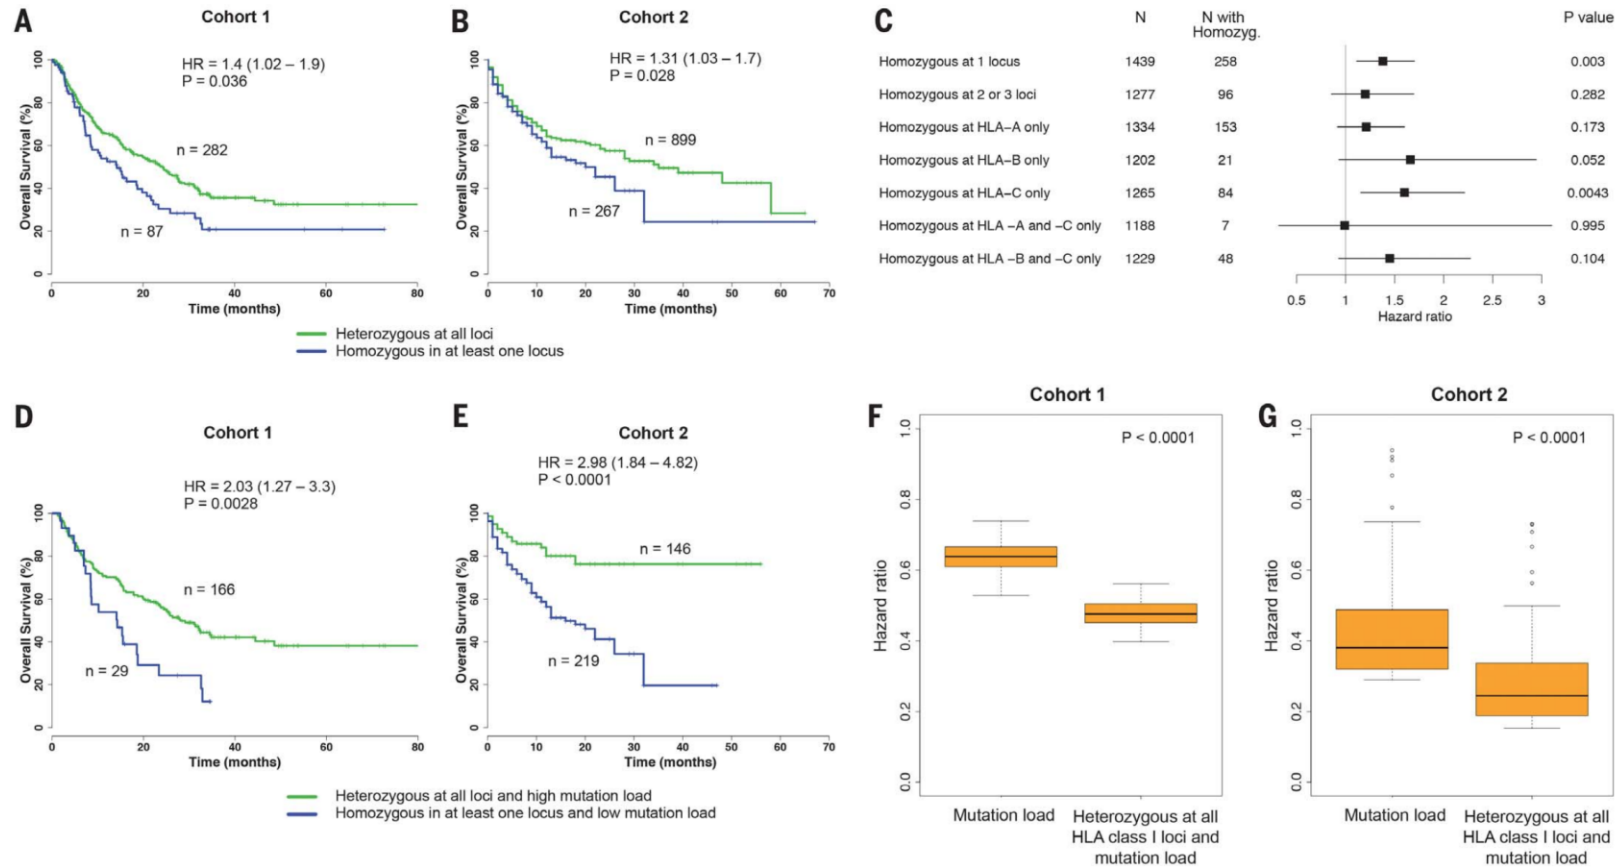 A
Cohort 1
HR = 1.4 (1.02 – 1.9)
P = 0.036
n = 282
n = 87
Overall Survival (%)
0
20
40
60
80
100
0 20 40 60 80
Time (months)
B
Cohort 2
HR = 1.31 (1.03 – 1.7)
P = 0.028
n = 899
n = 267
Overall Survival (%)
0
20
40
60
80
100
0 10 20 30 40 50 60 70
Time (months)
Heterozygous at all loci
Homozygous in at least one locus
C
N N with Homozyg. P value
Homozygous at 1 locus 1439 258 0.003
Homozygous at 2 or 3 loci 1277 96 0.282
Homozygous at HLA–A only 1334 153 0.173
Homozygous at HLA–B only 1202 21 0.052
Homozygous at HLA–C only 1265 84 0.0043
Homozygous at HLA –A and –C only 1188 7 0.995
Homozygous at HLA –B and –C only 1229 48 0.104
0.5 1 1.5 2 2.5 3
Hazard ratio
D
Cohort 1
HR = 2.03 (1.27 – 3.3)
P = 0.0028
n = 166
n = 29
Overall Survival (%)
0
20
40
60
80
100
0 20 40 60 80
Time (months)
E
Cohort 2
HR = 2.98 (1.84 – 4.82)
P < 0.0001
n = 146
n = 219
Overall Survival (%)
0
20
40
60
80
100
0 10 20 30 40 50 60 70
Time (months)
Heterozygous at all loci and high mutation load
Homozygous in at least one locus and low mutation load
F
Cohort 1
P < 0.0001
Hazard ratio
0.0
0.2
0.4
0.6
0.8
1.0
Mutation load
Heterozygous at all
HLA class I loci and
mutation load
G
Cohort 2
P < 0.0001
Hazard ratio
0.0
0.2
0.4
0.6
0.8
1.0
Mutation load
Heterozygous at all
HLA class I loci and
mutation load